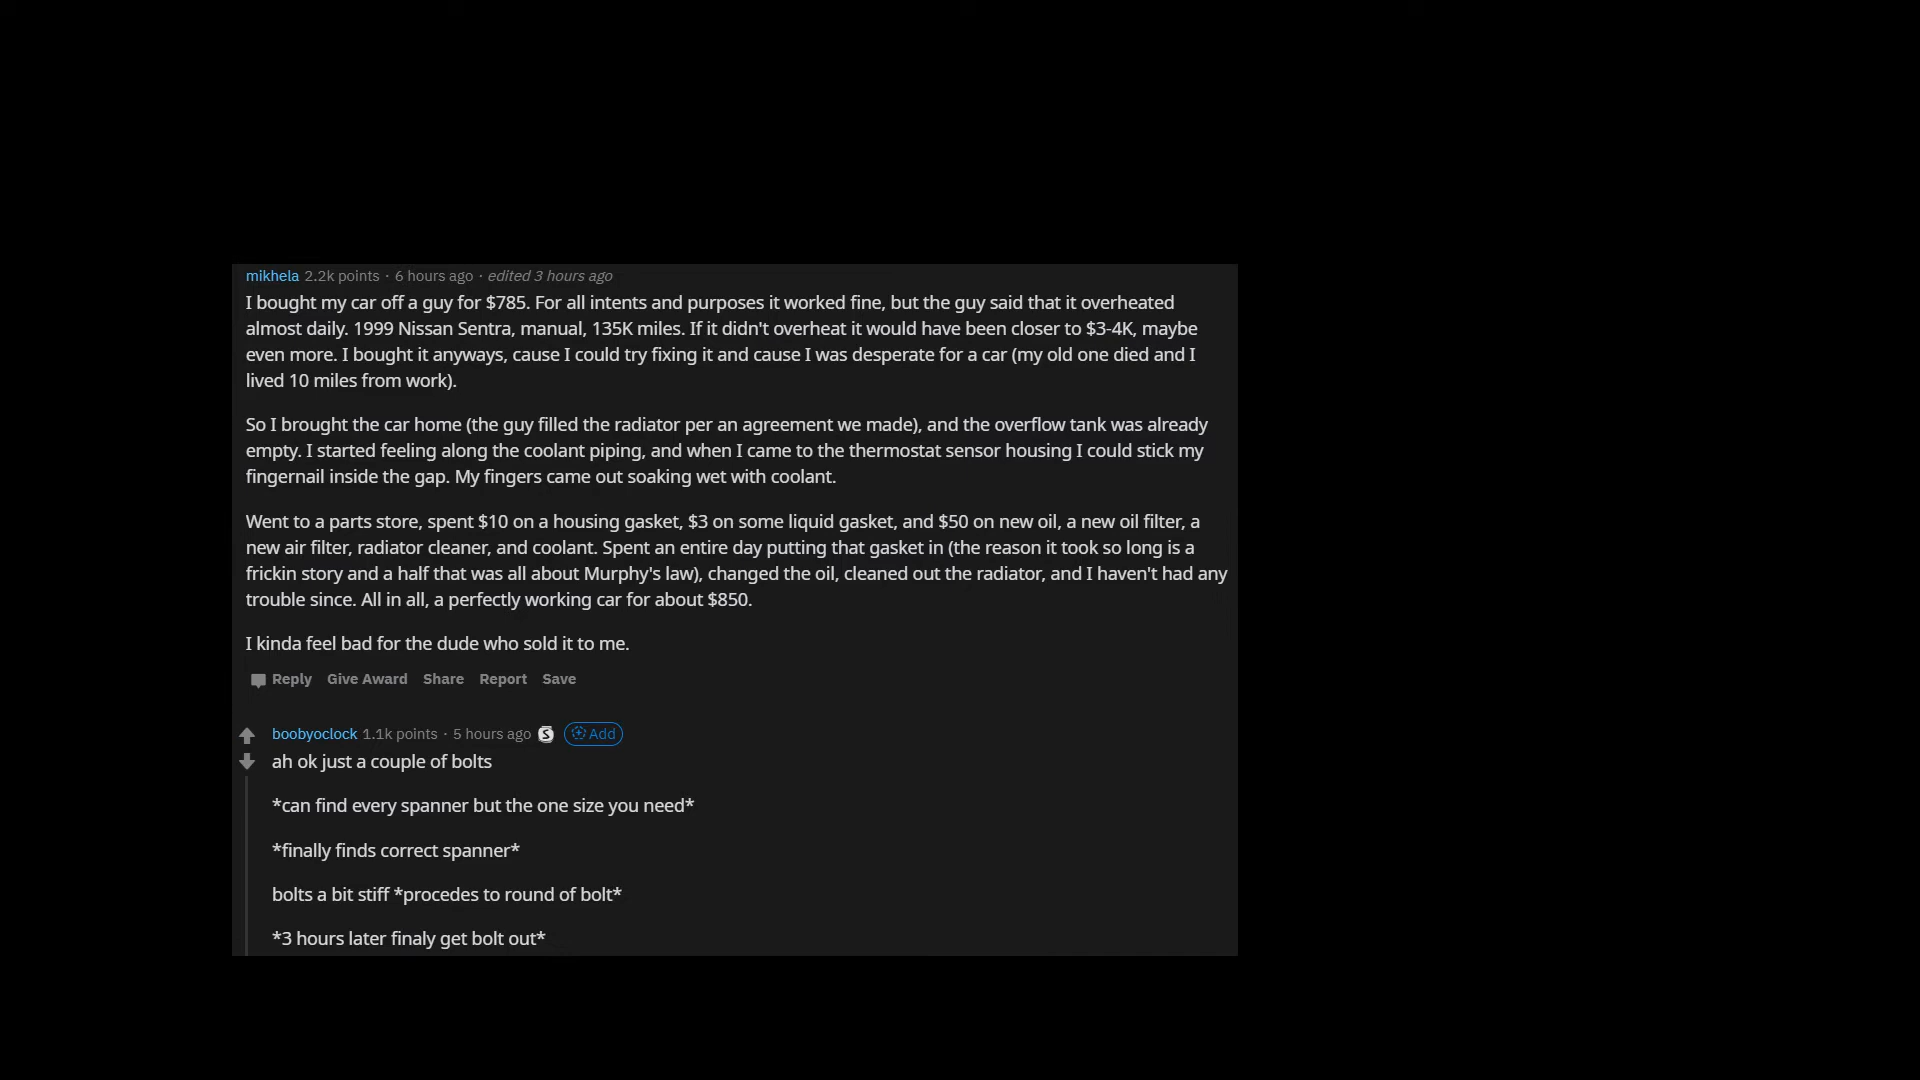 mikhela 2.2k points · 6 hours ago · edited 3 hours ago
I bought my car off a guy for $785. For all intents and purposes it worked fine, but the guy said that it overheated
almost daily. 1999 Nissan Sentra, manual, 135K miles. If it didn't overheat it would have been closer to $3-4K, maybe
even more. I bought it anyways, cause I could try fixing it and cause I was desperate for a car (my old one died and I
lived 10 miles from work).
So I brought the car home (the guy filled the radiator per an agreement we made), and the overflow tank was already
empty. I started feeling along the coolant piping, and when I came to the thermostat sensor housing I could stick my
fingernail inside the gap. My fingers came out soaking wet with coolant.
Went to a parts store, spent $10 on a housing gasket, $3 on some liquid gasket, and $50 on new oil, a new oil filter, a
new air filter, radiator cleaner, and coolant. Spent an entire day putting that gasket in (the reason it took so long is a
frickin story and a half that was all about Murphy's law), changed the oil, cleaned out the radiator, and I haven't had any
trouble since. All in all, a perfectly working car for about $850.
I kinda feel bad for the dude who sold it to me.
Reply Give Award Share Report Save
boobyoclock 1.1k points · 5 hours ago S Add
ah ok just a couple of bolts
*can find every spanner but the one size you need*
*finally finds correct spanner*
bolts a bit stiff *procedes to round of bolt*
*3 hours later finaly get bolt out*